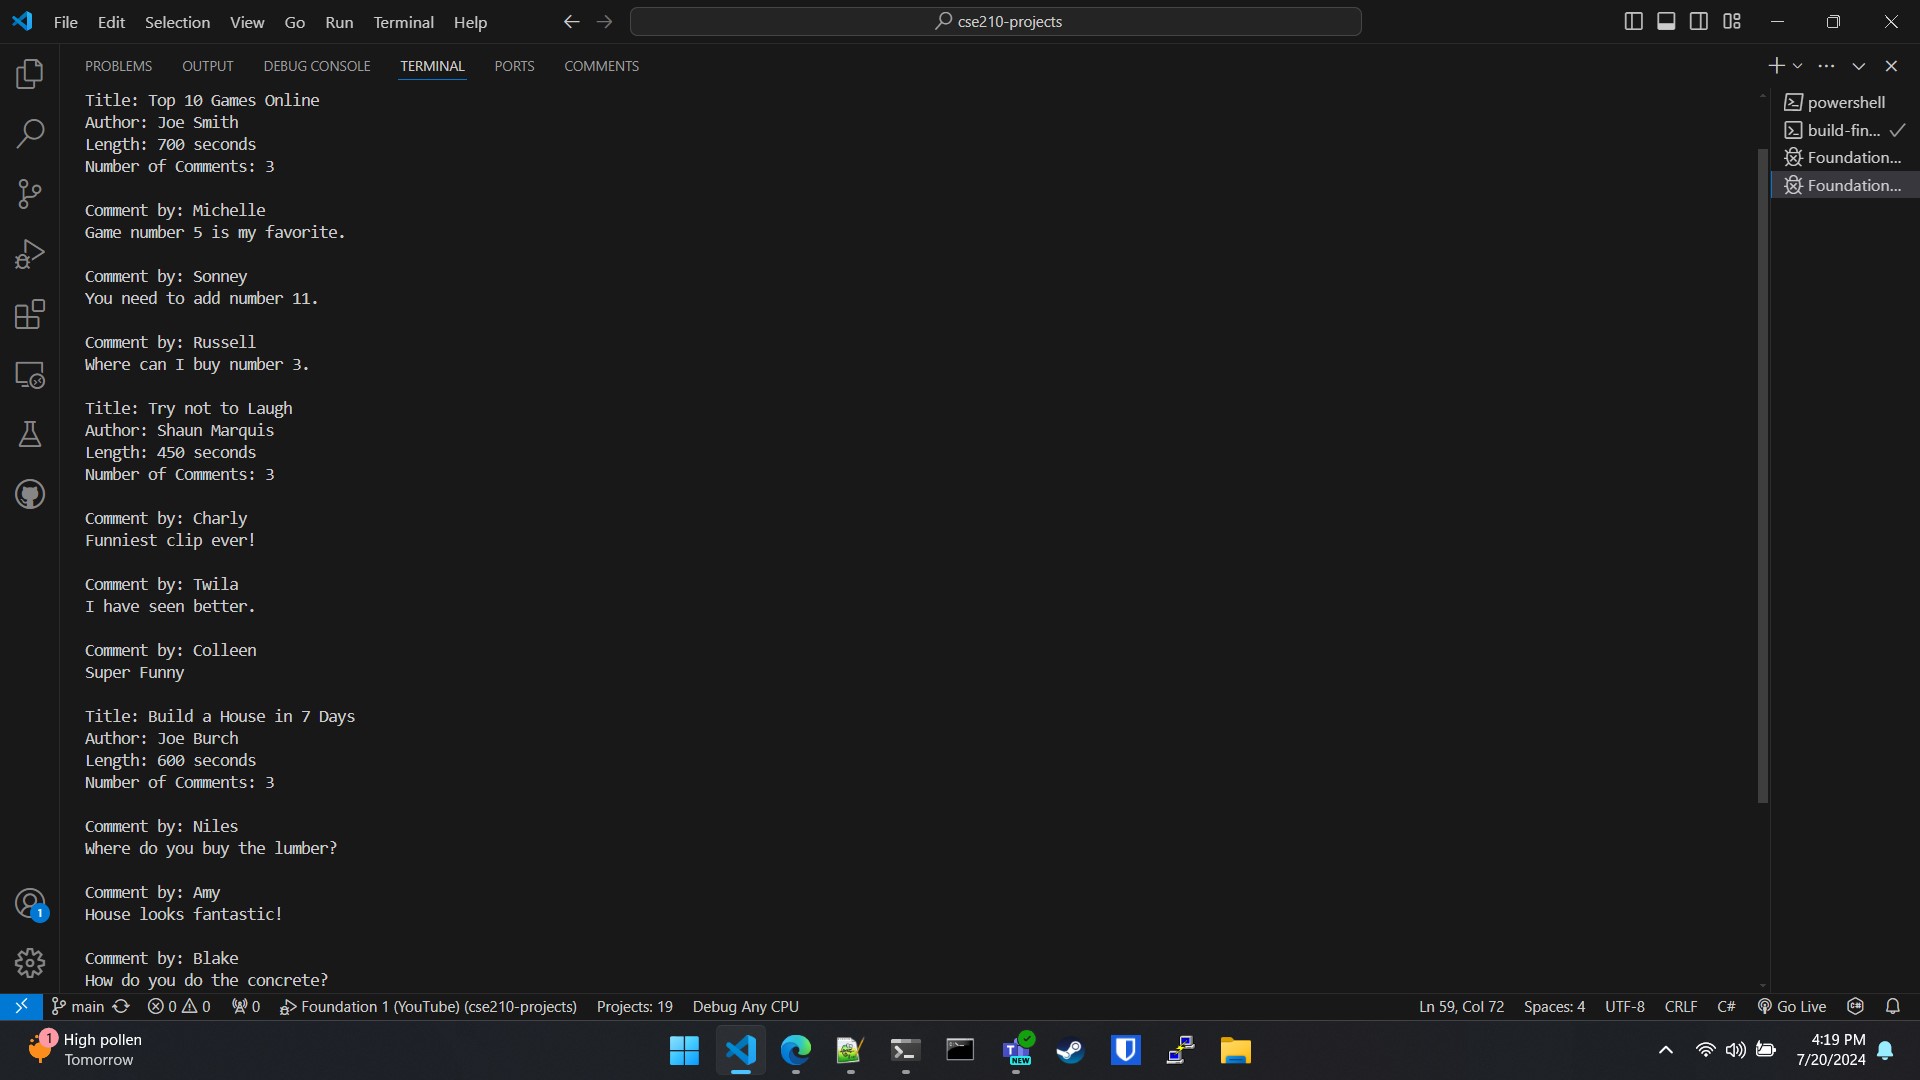 File Edit Selection View Go Run Terminal Help
cse210-projects
PROBLEMS OUTPUT DEBUG CONSOLE TERMINAL PORTS COMMENTS
Title: Top 10 Games Online
Author: Joe Smith
Length: 700 seconds
Number of Comments: 3
Comment by: Michelle
Game number 5 is my favorite.
Comment by: Sonney
You need to add number 11.
Comment by: Russell
Where can I buy number 3.
Title: Try not to Laugh
Author: Shaun Marquis
Length: 450 seconds
Number of Comments: 3
Comment by: Charly
Funniest clip ever!
Comment by: Twila
I have seen better.
Comment by: Colleen
Super Funny
Title: Build a House in 7 Days
Author: Joe Burch
Length: 600 seconds
Number of Comments: 3
Comment by: Niles
Where do you buy the lumber?
Comment by: Amy
House looks fantastic!
Comment by: Blake
How do you do the concrete?
powershell
build-fin...
Foundation...
Foundation...
1
main 0 0 0 Foundation 1 (YouTube) (cse210-projects) Projects: 19 Debug Any CPU Ln 59, Col 72 Spaces: 4 UTF-8 CRLF C# Go Live
1
High pollen
Tomorrow
NEW
4:19 PM
7/20/2024